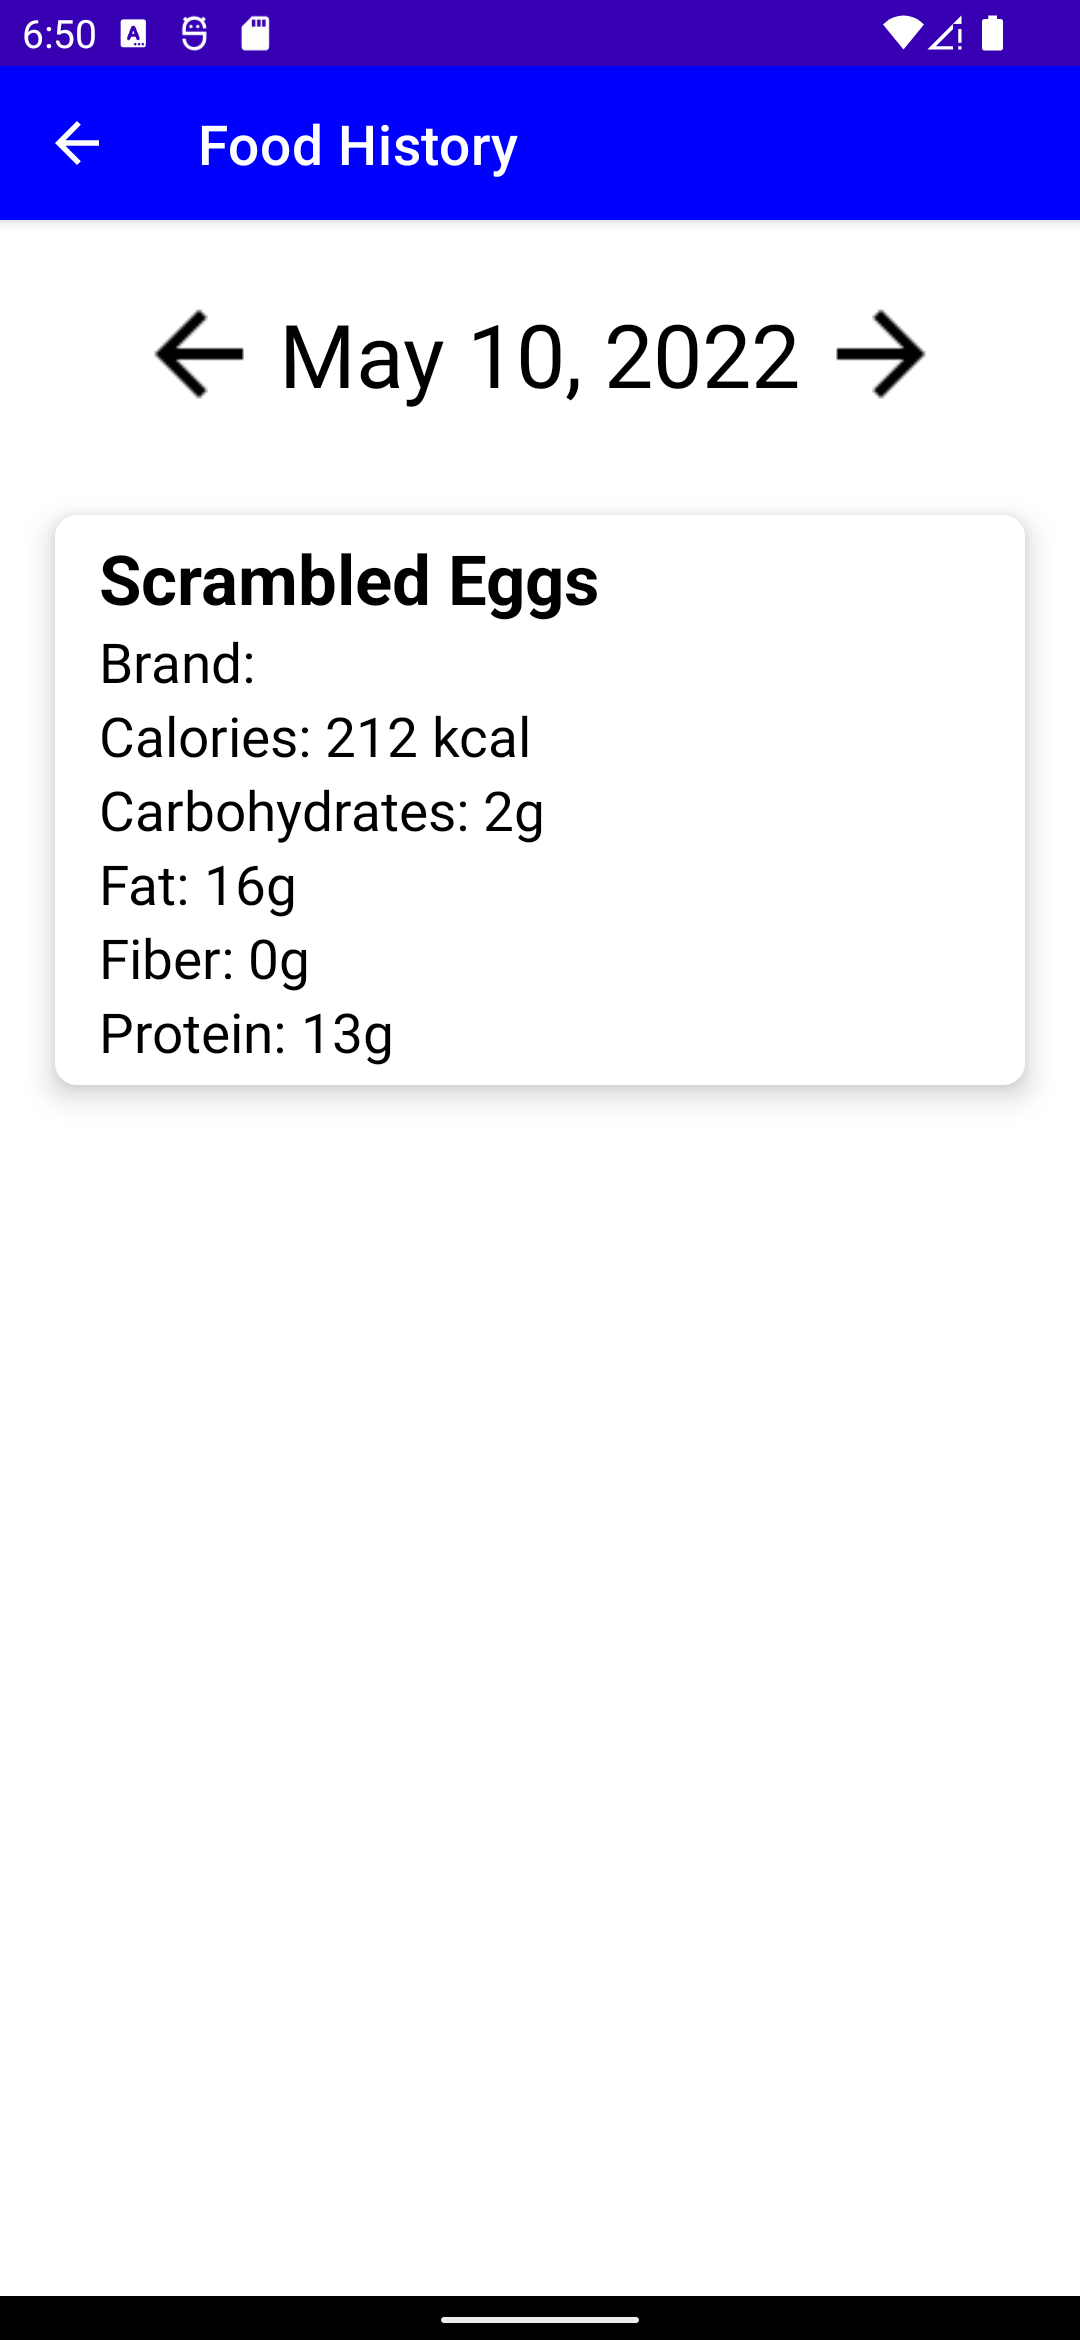 6:50
Food History
May 10, 2022
Scrambled Eggs
Brand:
Calories: 212 kcal
Carbohydrates: 2g
Fat: 16g
Fiber: 0g
Protein: 13g